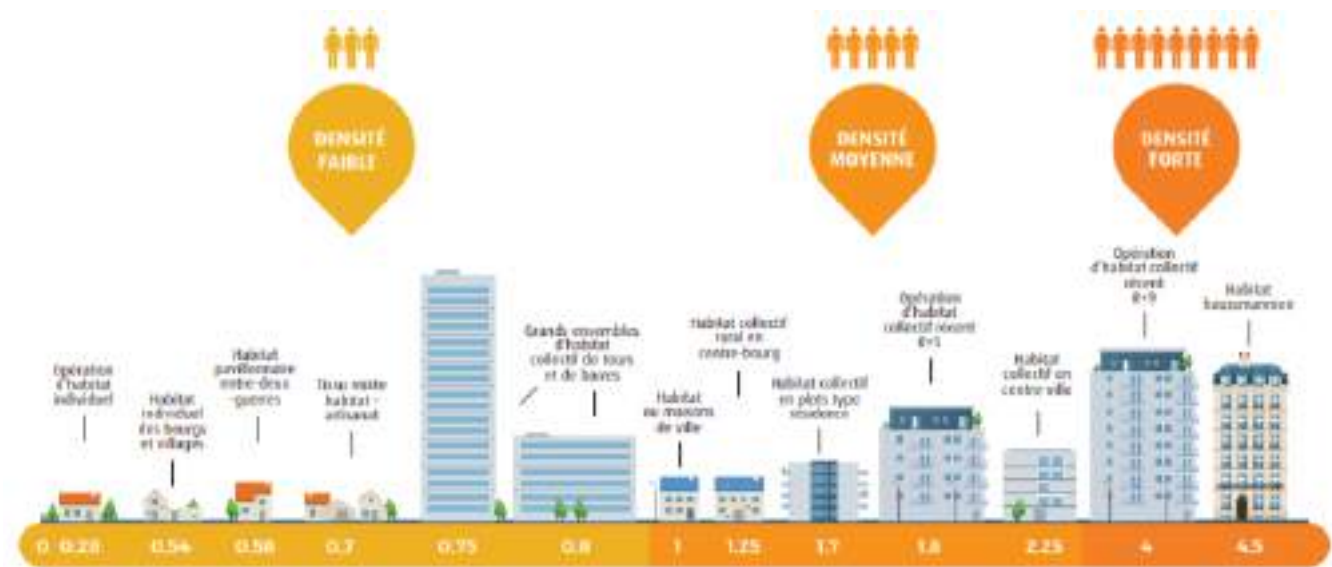 DENSITÉ
FAIBLE
DENSITÉ
MOYENNE
DENSITÉ
FORTE
Opération
d'habitat
individuel
Habitat
individuel
des bourgs
et villages
Habitat
pavillonnaire
entre-deux
-guerres
Tissu mixte
habitat -
artisanat
Grands ensembles
d'habitat
collectif de tours
et de barres
Habitat
ou maisons
de ville
Habitat collectif
rural en
centre-bourg
Habitat collectif
en plots type
résidence
Opération
d'habitat
collectif récent
R+5
Habitat
collectif en
centre ville
Opération
d'habitat collectif
récent
R+9
Habitat
haussmannien
0 0.28 0.54 0.58 0.7 0.75 0.8 1 1.25 1.7 1.8 2.25 4 4.5